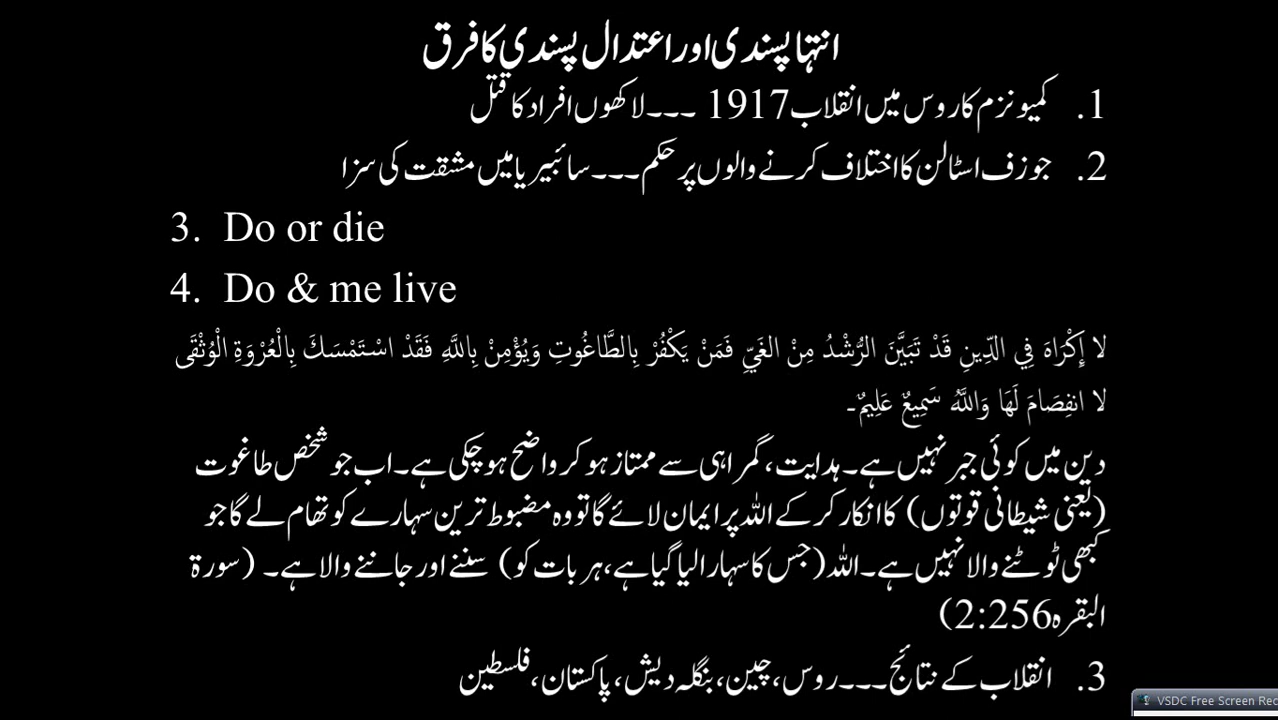 انتہا پسندی اور اعتدال پسندی کا فرق
1. کمیونزم کا روس میں انقلاب 1917 ۔۔۔لاکھوں افراد کا قتل
2. جوزف اسٹالن کا اختلاف کرنے والوں پر حکم۔۔۔سائبیریا میں مشقت کی سزا
3. Do or die
4. Do & me live
لا إِكْرَاهَ فِي الدِّينِ قَدْ تَبَيَّنَ الرُّشْدُ مِنْ الغَيِّ فَمَنْ يَكْفُرْ بِالطَّاغُوتِ وَيُؤْمِنْ بِاللَّهِ فَقَدْ اسْتَمْسَكَ بِالْعُرْوَةِ الْوُثْقَى
لا انفِصَامَ لَهَا وَاللَّهُ سَمِيعٌ عَلِيمٌ۔
دین میں کوئی جبر نہیں ہے۔ ہدایت، گمراہی سے ممتاز ہو کر واضح ہو چکی ہے۔ اب جو شخص طاغوت
(یعنی شیطانی قوتوں) کا انکار کر کے اللہ پر ایمان لائے گا تو وہ مضبوط ترین سہارے کو تھام لے گا جو
کبھی ٹوٹنے والا نہیں ہے۔ اللہ (جس کا سہارا لیا گیا ہے، ہر بات کو) سننے اور جاننے والا ہے۔ (سورۃ
البقرہ 2:256)
3. انقلاب کے نتائج۔۔۔روس، چین، بنگلہ دیش، پاکستان، فلسطین
VSDC Free Screen Rec